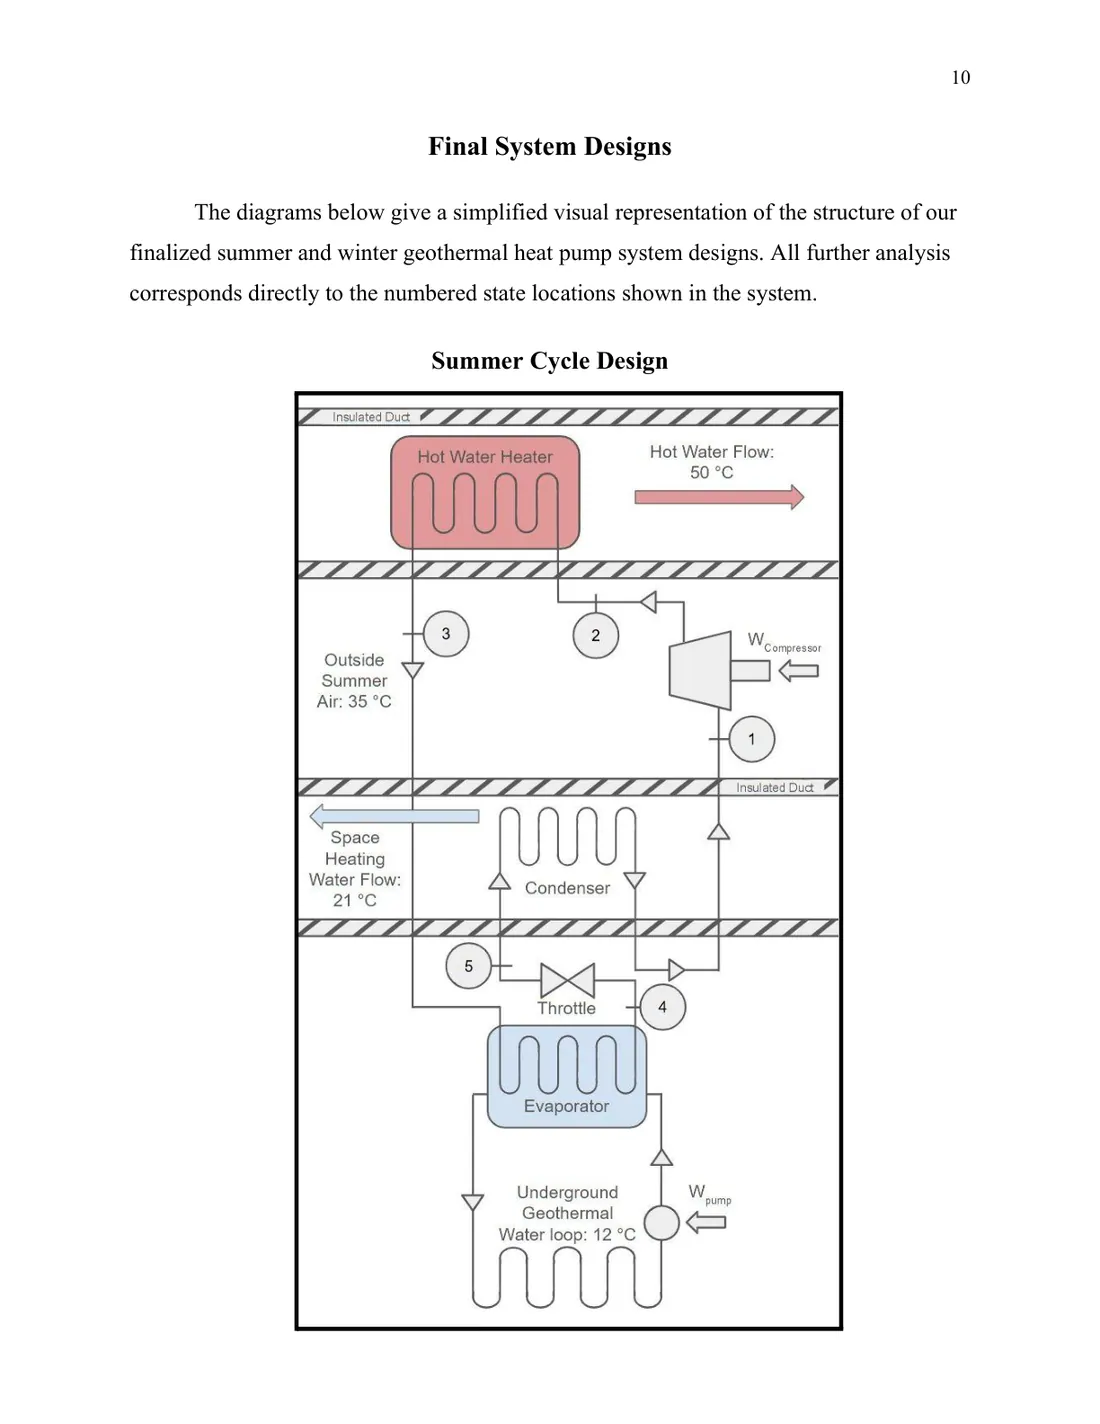 10
Final System Designs
The diagrams below give a simplified visual representation of the structure of our
finalized summer and winter geothermal heat pump system designs. All further analysis
corresponds directly to the numbered state locations shown in the system.
Summer Cycle Design
Insulated Duct
Hot Water Heater
Hot Water Flow:
50 °C
3
2
W Compressor
Outside
Summer
Air: 35 °C
1
Insulated Duct
Space
Heating
Water Flow:
21 °C
Condenser
5
Throttle
4
Evaporator
Underground
Geothermal
Water loop: 12 °C
W pump